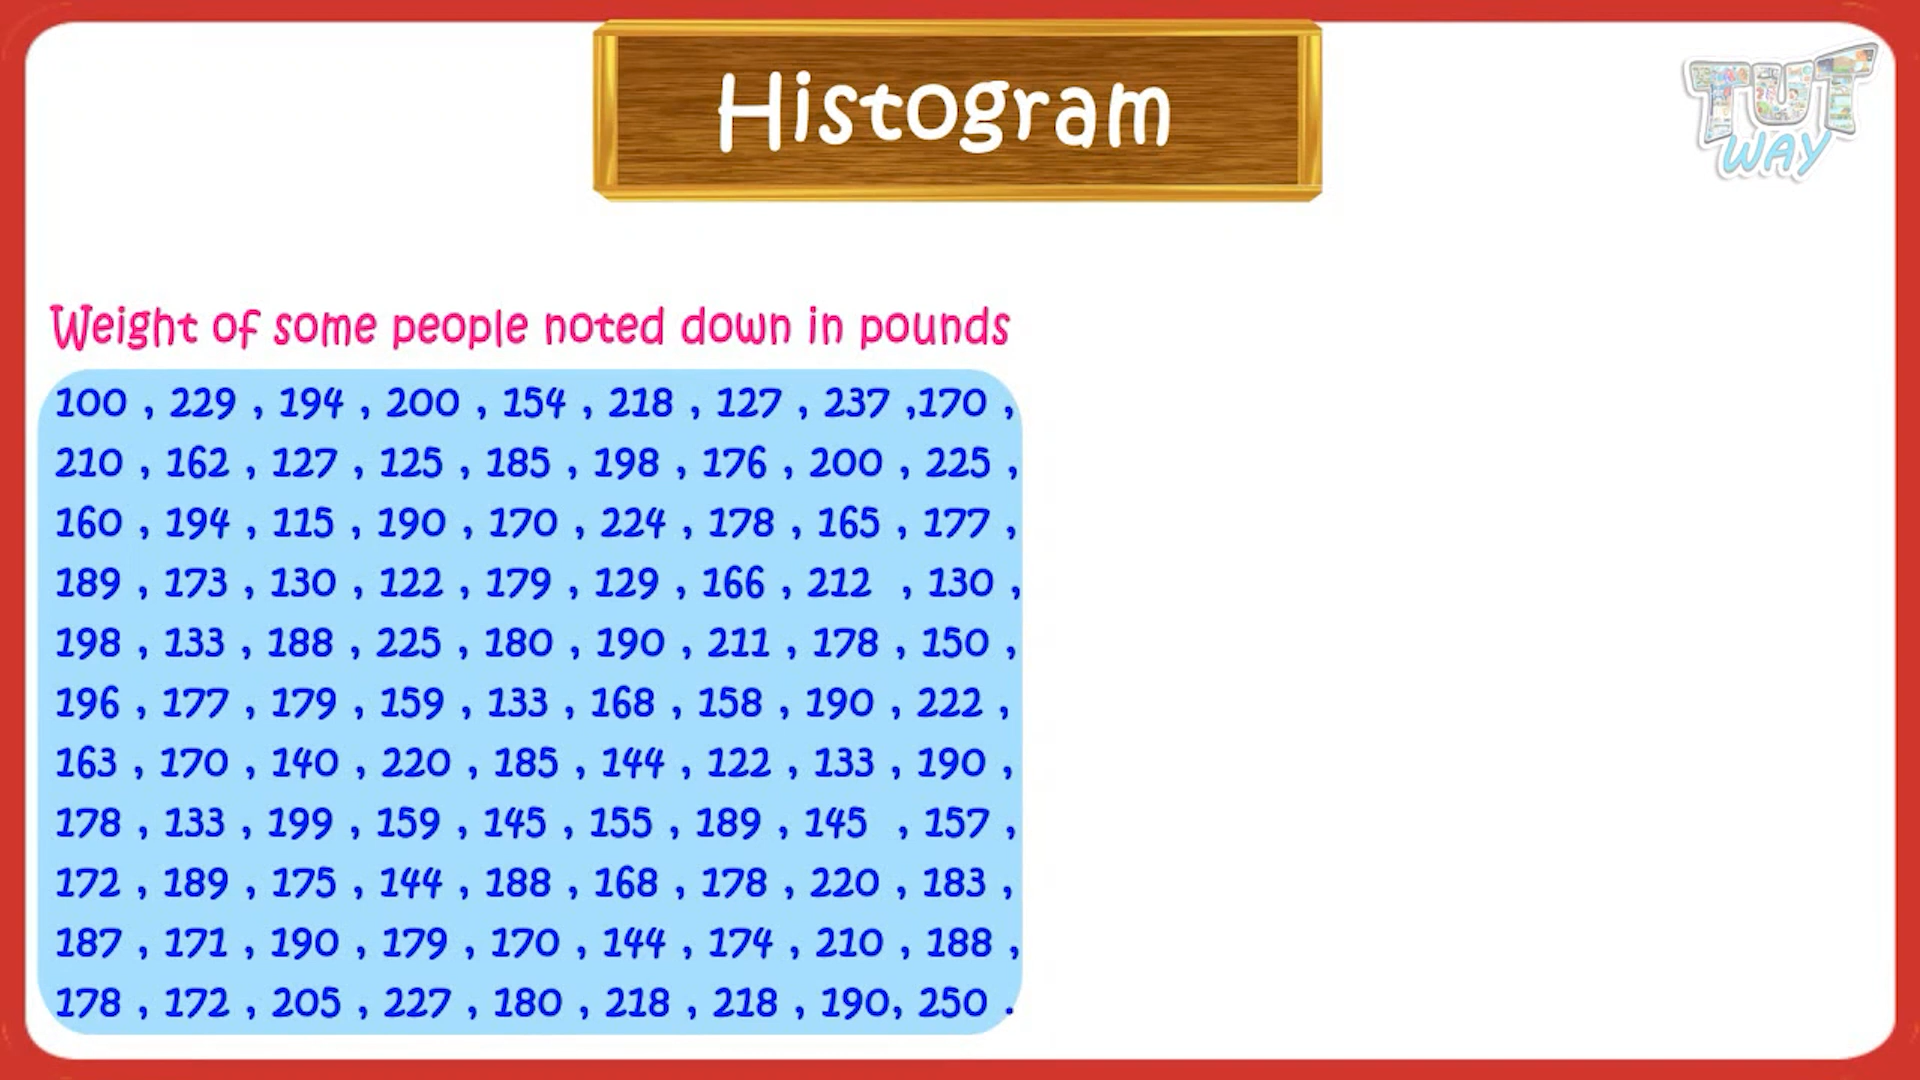 Histogram
TUT
WAY
Weight of some people noted down in pounds
100 , 229 , 194 , 200 , 154 , 218 , 127 , 237 ,170 ,
210 , 162 , 127 , 125 , 185 , 198 , 176 , 200 , 225 ,
160 , 194 , 115 , 190 , 170 , 224 , 178 , 165 , 177 ,
189 , 173 , 130 , 122 , 179 , 129 , 166 , 212 , 130 ,
198 , 133 , 188 , 225 , 180 , 190 , 211 , 178 , 150 ,
196 , 177 , 179 , 159 , 133 , 168 , 158 , 190 , 222 ,
163 , 170 , 140 , 220 , 185 , 144 , 122 , 133 , 190 ,
178 , 133 , 199 , 159 , 145 , 155 , 189 , 145 , 157 ,
172 , 189 , 175 , 144 , 188 , 168 , 178 , 220 , 183 ,
187 , 171 , 190 , 179 , 170 , 144 , 174 , 210 , 188 ,
178 , 172 , 205 , 227 , 180 , 218 , 218 , 190, 250 .